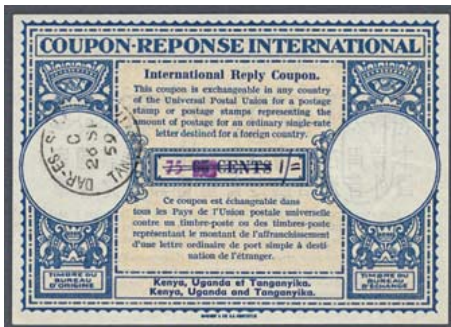 COUPON-REPONSE INTERNATIONAL
International Reply Coupon.
This coupon is exchangeable in any country
of the Universal Postal Union for a postage
stamp or postage stamps representing the
amount of postage for an ordinary single-rate
letter destined for a foreign country.
DAR-ES-S
C
26 SP
59
TAN
75 CENTS 1/=
Ce coupon est échangeable dans
tous les Pays de l'Union postale universelle
contre un timbre-poste ou des timbres-poste
représentant le montant de l'affranchissement
d'une lettre ordinaire de port simple à desti-
nation de l'étranger.
TIMBRE DU
BUREAU
D'ORIGINE
TIMBRE DU
BUREAU
D'ÉCHANGE
Kenya, Uganda et Tanganyika.
Kenya, Uganda and Tanganyika.